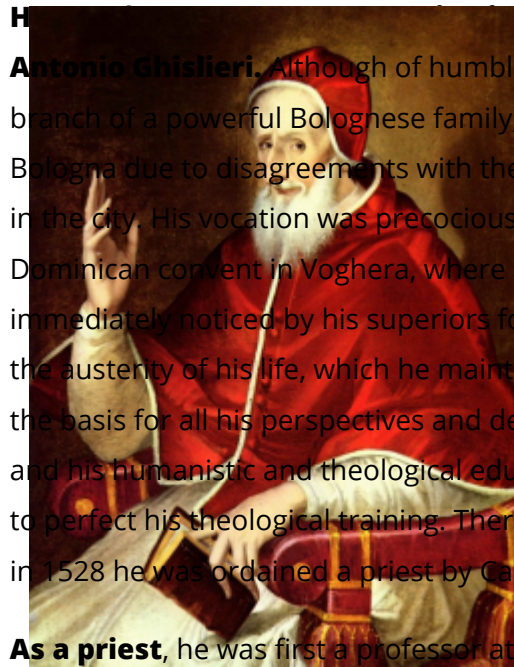 Antonio Ghislieri. Although of humbl
branch of a powerful Bolognese family
Bologna due to disagreements with the
in the city. His vocation was precocious
Dominican convent in Voghera, where
immediately noticed by his superiors fo
the austerity of his life, which he maint
the basis for all his perspectives and de
and his humanistic and theological edu
to perfect his theological training. Ther
in 1528 he was ordained a priest by Ca
As a priest, he was first a professor at